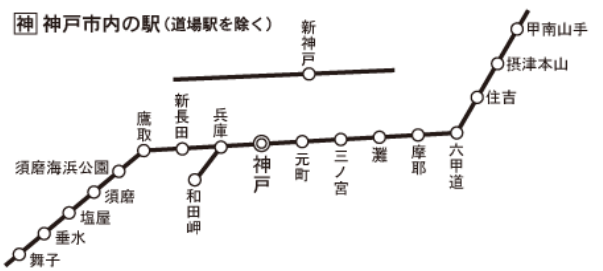 神 神戸市内の駅（道場駅を除く）
新神戸
甲南山手
摂津本山
住吉
六甲道
摩耶
灘
三ノ宮
元町
神戸
兵庫
和田岬
新長田
鷹取
須磨海浜公園
須磨
塩屋
垂水
舞子